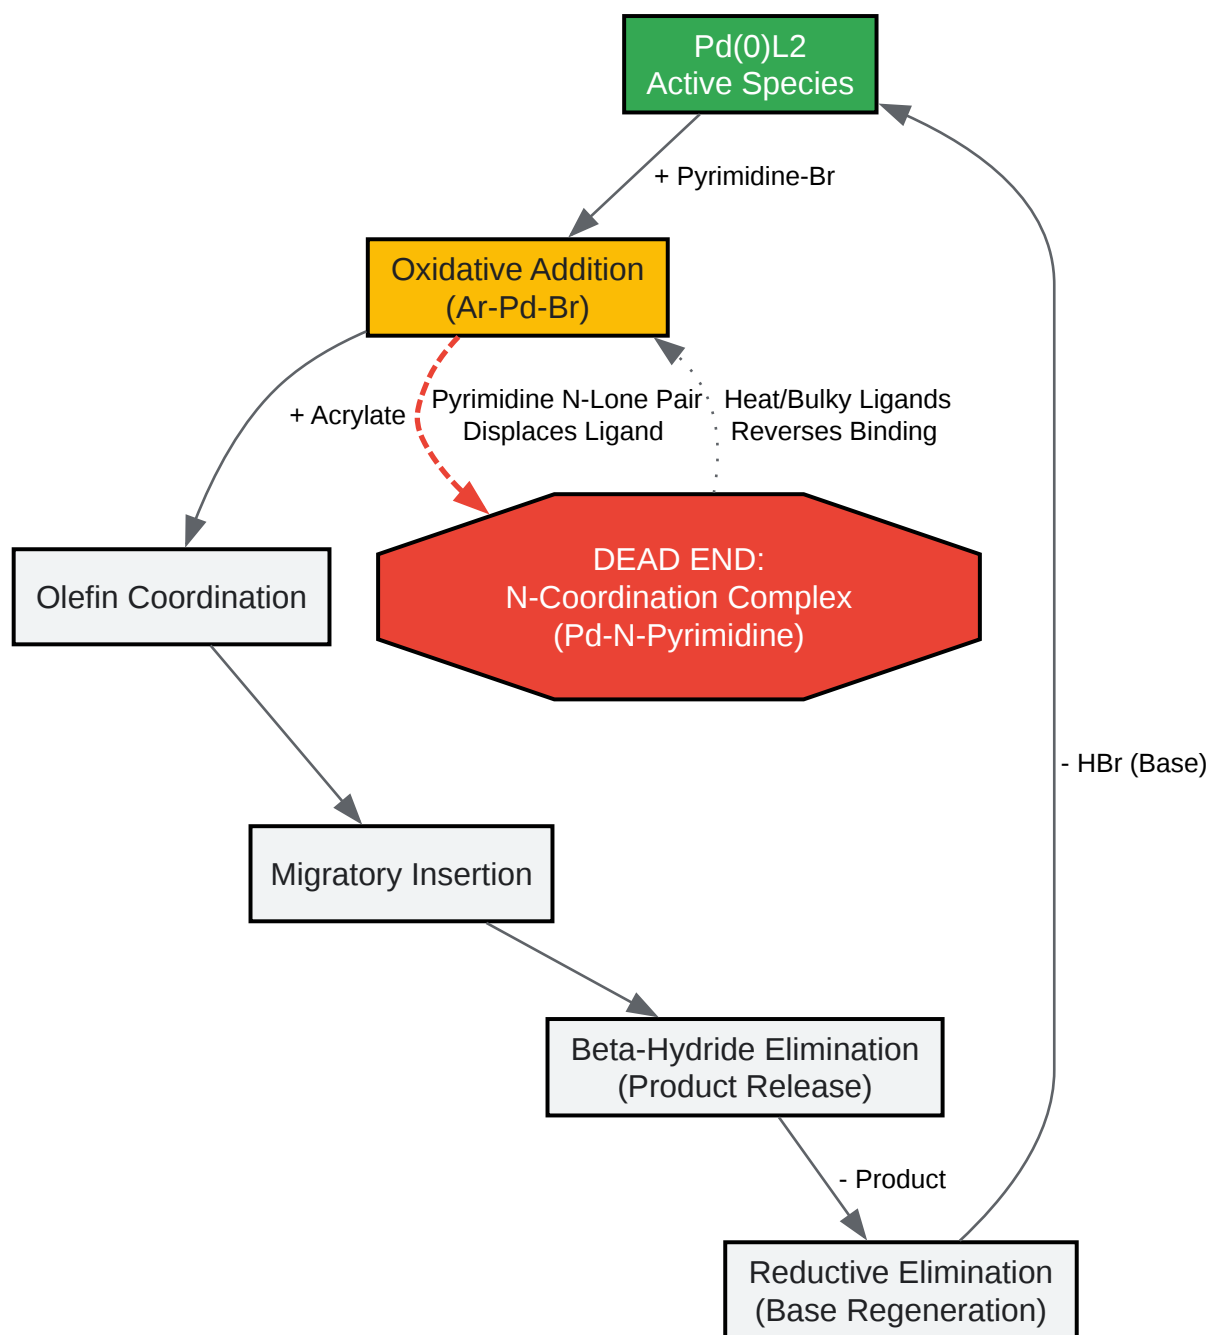 Pd(0)L2
Active Species
+ Pyrimidine-Br
Oxidative Addition
(Ar-Pd-Br)
+ Acrylate
Pyrimidine N-Lone Pair
Displaces Ligand
Heat/Bulky Ligands
Reverses Binding
Olefin Coordination
DEAD END:
N-Coordination Complex
(Pd-N-Pyrimidine)
- HBr (Base)
Migratory Insertion
Beta-Hydride Elimination
(Product Release)
- Product
Reductive Elimination
(Base Regeneration)